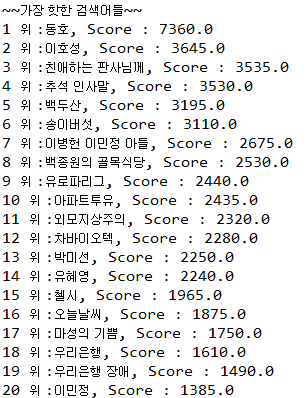 ~~가장 핫한 검색어들~~
1 위 :동호, Score : 7360.0
2 위 :이호성, Score : 3645.0
3 위 :친애하는 판사님께, Score : 3535.0
4 위 :추석 인사말, Score : 3530.0
5 위 :백두산, Score : 3195.0
6 위 :송이버섯, Score : 3110.0
7 위 :이병헌 이민정 아들, Score : 2675.0
8 위 :백종원의 골목식당, Score : 2530.0
9 위 :유로파리그, Score : 2440.0
10 위 :아파트투유, Score : 2435.0
11 위 :외모지상주의, Score : 2320.0
12 위 :차바이오텍, Score : 2280.0
13 위 :박미선, Score : 2250.0
14 위 :유혜영, Score : 2240.0
15 위 :첼시, Score : 1965.0
16 위 :오늘날씨, Score : 1875.0
17 위 :마성의 기쁨, Score : 1750.0
18 위 :우리은행, Score : 1610.0
19 위 :우리은행 장애, Score : 1490.0
20 위 :이민정, Score : 1385.0